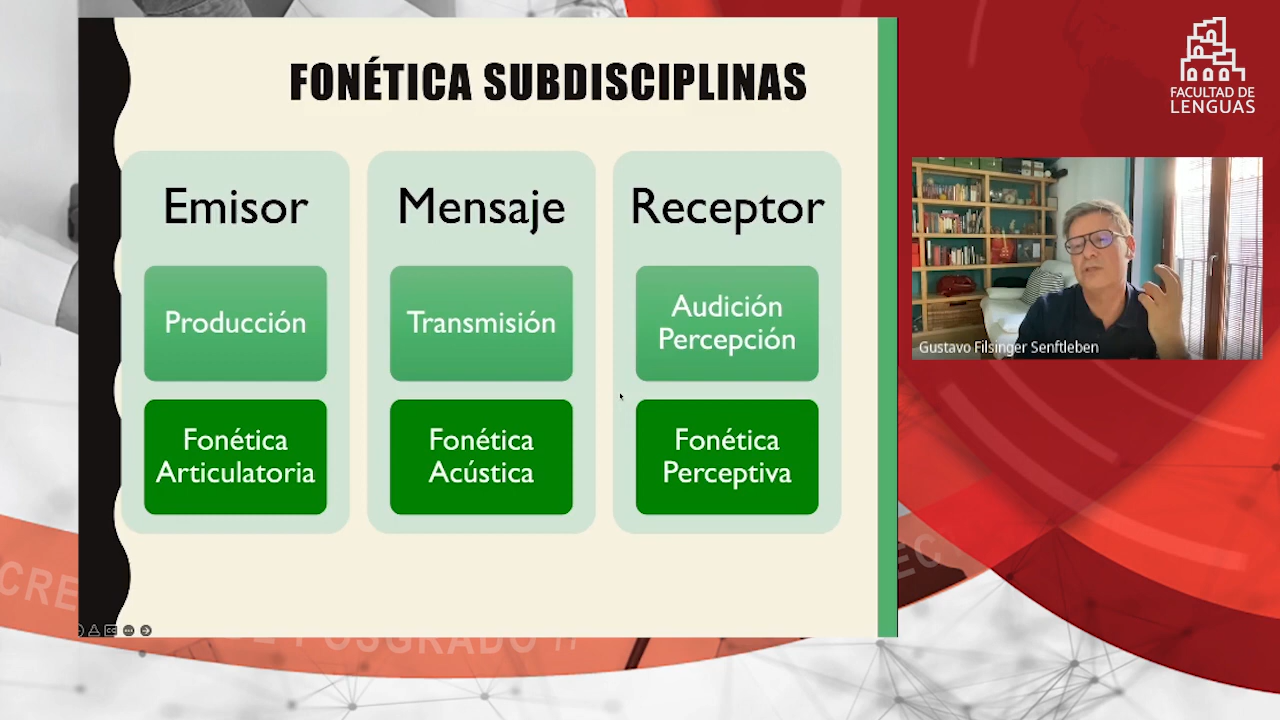 FONÉTICA SUBDISCIPLINAS
Emisor
Producción
Fonética
Articulatoria
Mensaje
Transmisión
Fonética
Acústica
Receptor
Audición
Percepción
Fonética
Perceptiva
FACULTAD DE
LENGUAS
Gustavo Filsinger Senftleben
POSGRADO